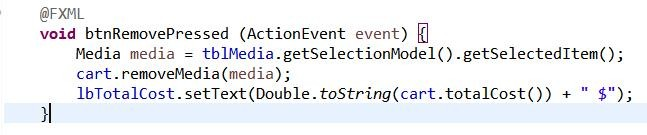 @FXML
void btnRemovePressed (ActionEvent event) {
Media media = tblMedia.getSelectionModel().getSelectedItem();
cart.removeMedia(media);
lbTotalCost.setText(Double.toString(cart.totalCost()) + " $");
}